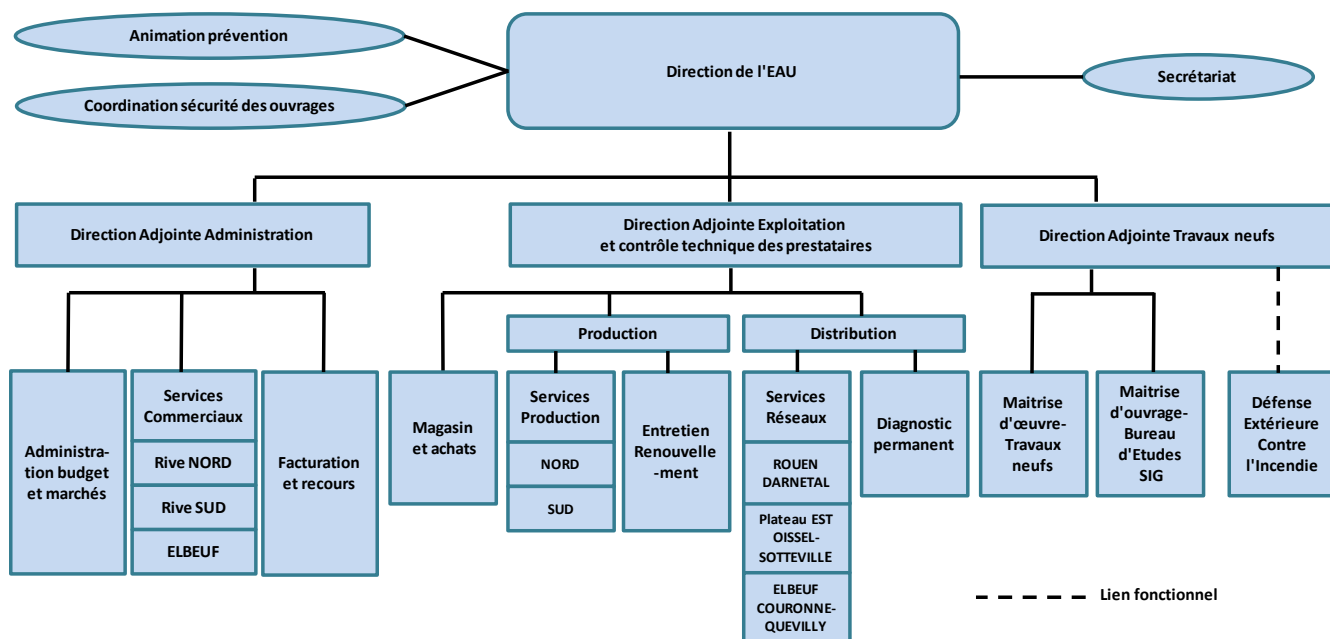 Animation prévention
Direction de l'EAU
Secrétariat
Coordination sécurité des ouvrages
Direction Adjointe Administration
Direction Adjointe Exploitation
et contrôle technique des prestataires
Direction Adjointe Travaux neufs
Production
Distribution
Administra-
tion budget
et marchés
Services
Commerciaux
Rive NORD
Rive SUD
ELBEUF
Facturation
et recours
Magasin
et achats
Services
Production
NORD
SUD
Entretien
Renouvelle
-ment
Services
Réseaux
ROUEN
DARNETAL
Plateau EST
OISSEL-
SOTTEVILLE
ELBEUF
COURONNE-
QUEVILLY
Diagnostic
permanent
Maitrise
d'œuvre-
Travaux
neufs
Maitrise
d'ouvrage-
Bureau
d'Etudes
SIG
Défense
Extérieure
Contre
l'Incendie
Lien fonctionnel